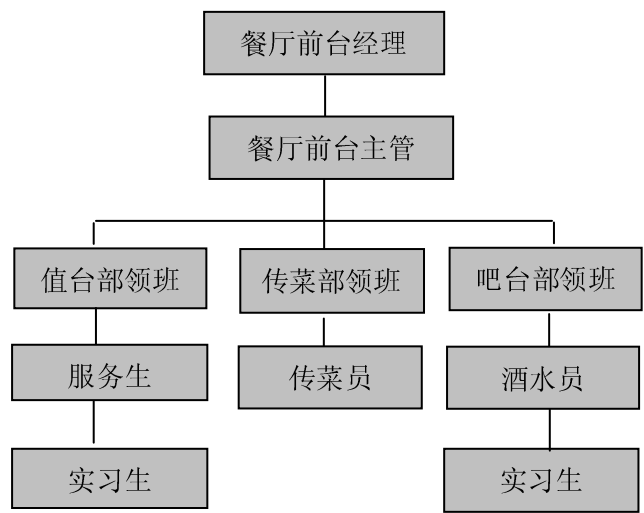 餐厅前台经理
餐厅前台主管
值台部领班
传菜部领班
吧台部领班
服务生
传菜员
酒水员
实习生
实习生